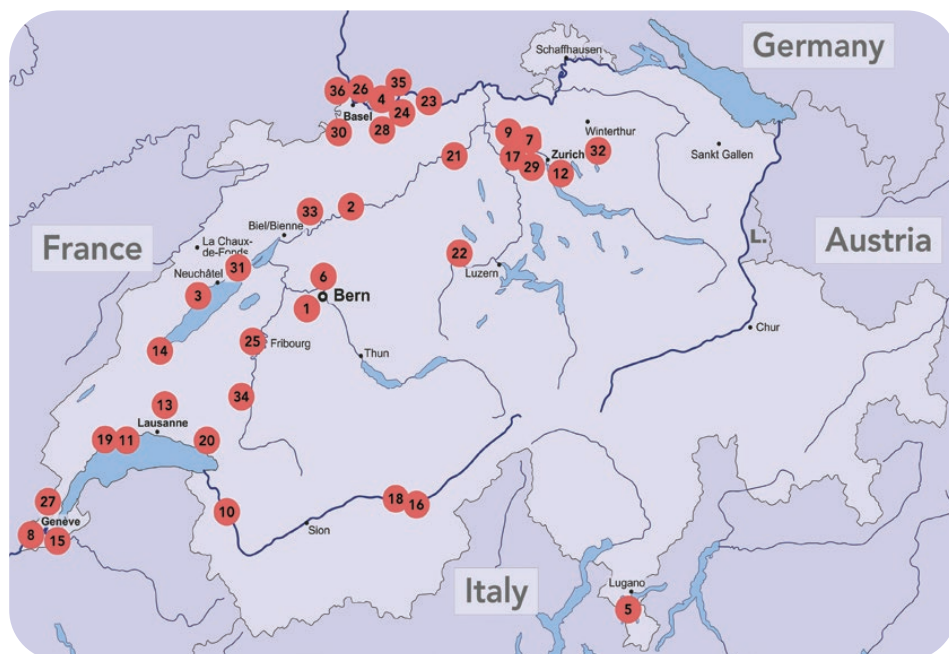 Schaffhausen
Germany
36
26
35
4
23
Basel
24
30
28
9
7
Winterthur
Zurich
32
Sankt Gallen
21
17
29
12
33
2
Biel/Bienne
France
La Chaux-
de-Fonds
L.
Austria
22
Luzern
31
Neuchâtel
6
3
Bern
1
Chur
25
Fribourg
14
Thun
34
13
Lausanne
19
11
20
27
18
16
10
Sion
Genève
8
15
Italy
Lugano
5